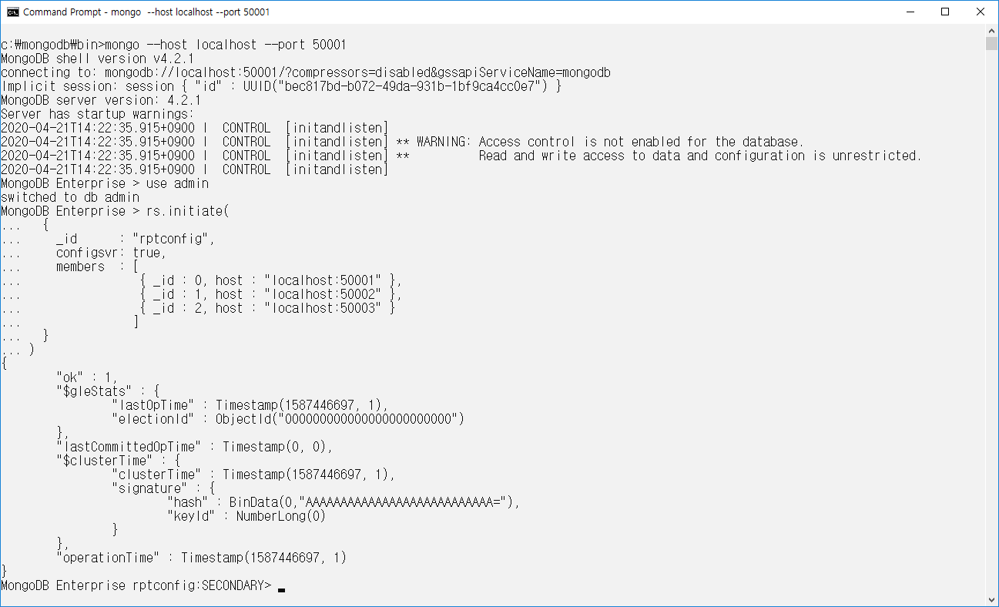 Command Prompt - mongo  --host localhost --port 50001
c:₩mongodb₩bin>mongo --host localhost --port 50001
MongoDB shell version v4.2.1
connecting to: mongodb://localhost:50001/?compressors=disabled&gssapiServiceName=mongodb
Implicit session: session { "id" : UUID("bec817bd-b072-49da-931b-1bf9ca4cc0e7") }
MongoDB server version: 4.2.1
Server has startup warnings:
2020-04-21T14:22:35.915+0900 I  CONTROL  [initandlisten]
2020-04-21T14:22:35.915+0900 I  CONTROL  [initandlisten] ** WARNING: Access control is not enabled for the database.
2020-04-21T14:22:35.915+0900 I  CONTROL  [initandlisten] **          Read and write access to data and configuration is unrestricted.
2020-04-21T14:22:35.915+0900 I  CONTROL  [initandlisten]
MongoDB Enterprise > use admin
switched to db admin
MongoDB Enterprise > rs.initiate(
...   {
...     _id      : "rptconfig",
...     configsvr: true,
...     members  : [
...                 { _id : 0, host : "localhost:50001" },
...                 { _id : 1, host : "localhost:50002" },
...                 { _id : 2, host : "localhost:50003" }
...                ]
...   }
... )
{
        "ok" : 1,
        "$gleStats" : {
                "lastOpTime" : Timestamp(1587446697, 1),
                "electionId" : ObjectId("000000000000000000000000")
        },
        "lastCommittedOpTime" : Timestamp(0, 0),
        "$clusterTime" : {
                "clusterTime" : Timestamp(1587446697, 1),
                "signature" : {
                        "hash" : BinData(0,"AAAAAAAAAAAAAAAAAAAAAAAAAAA="),
                        "keyId" : NumberLong(0)
                }
        },
        "operationTime" : Timestamp(1587446697, 1)
}
MongoDB Enterprise rptconfig:SECONDARY>